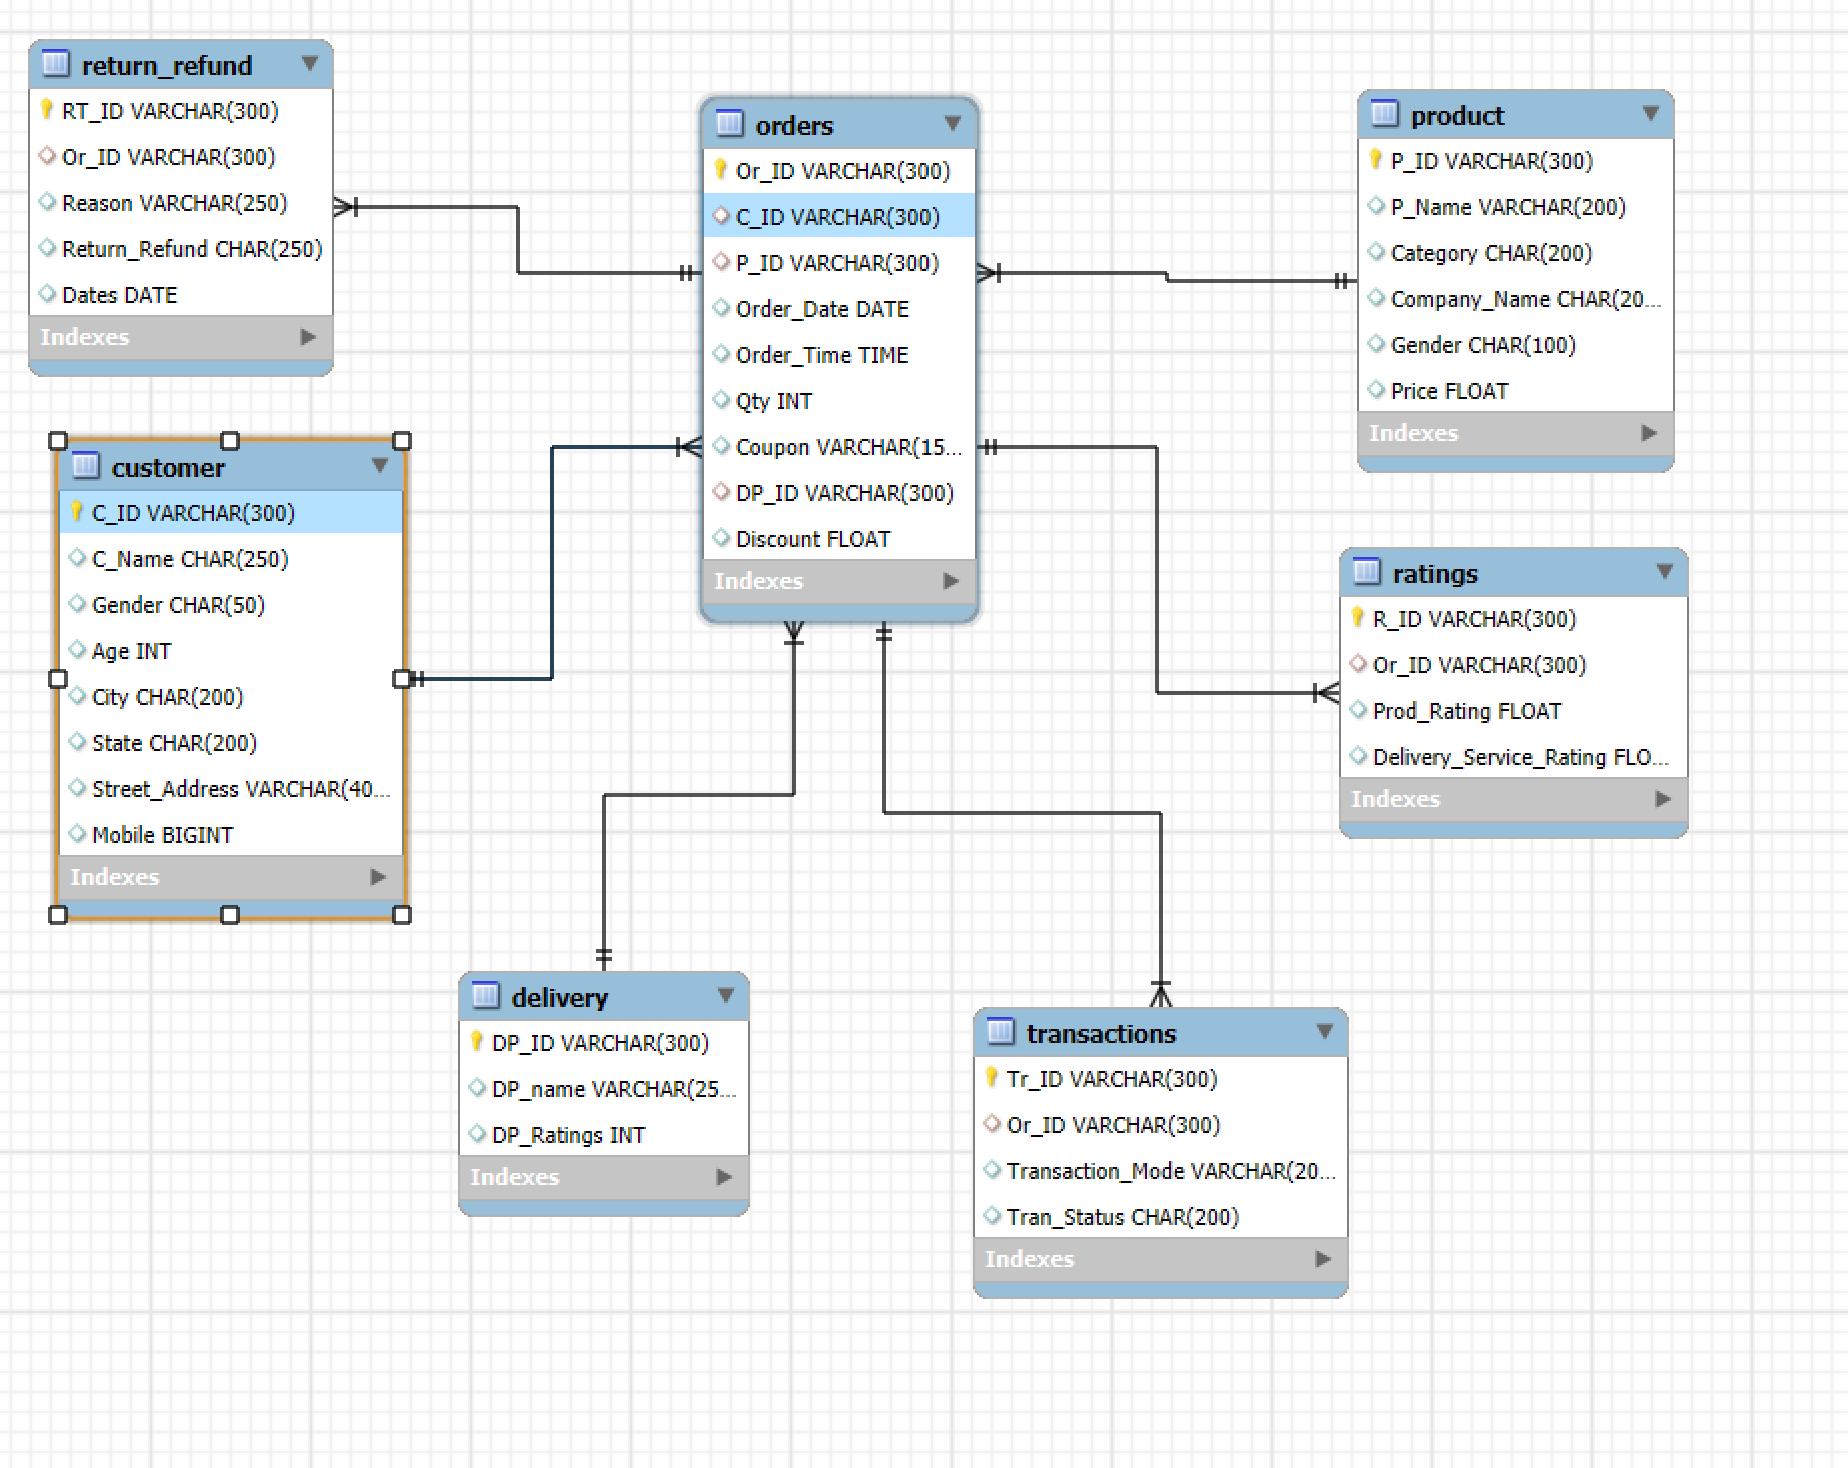 return_refund
RT_ID VARCHAR(300)
Or_ID VARCHAR(300)
Reason VARCHAR(250)
Return_Refund CHAR(250)
Dates DATE
Indexes
orders
Or_ID VARCHAR(300)
C_ID VARCHAR(300)
P_ID VARCHAR(300)
Order_Date DATE
Order_Time TIME
Qty INT
Coupon VARCHAR(15...
DP_ID VARCHAR(300)
Discount FLOAT
Indexes
product
P_ID VARCHAR(300)
P_Name VARCHAR(200)
Category CHAR(200)
Company_Name CHAR(20...
Gender CHAR(100)
Price FLOAT
Indexes
customer
C_ID VARCHAR(300)
C_Name CHAR(250)
Gender CHAR(50)
Age INT
City CHAR(200)
State CHAR(200)
Street_Address VARCHAR(40...
Mobile BIGINT
Indexes
ratings
R_ID VARCHAR(300)
Or_ID VARCHAR(300)
Prod_Rating FLOAT
Delivery_Service_Rating FLO...
Indexes
delivery
DP_ID VARCHAR(300)
DP_name VARCHAR(25...
DP_Ratings INT
Indexes
transactions
Tr_ID VARCHAR(300)
Or_ID VARCHAR(300)
Transaction_Mode VARCHAR(20...
Tran_Status CHAR(200)
Indexes